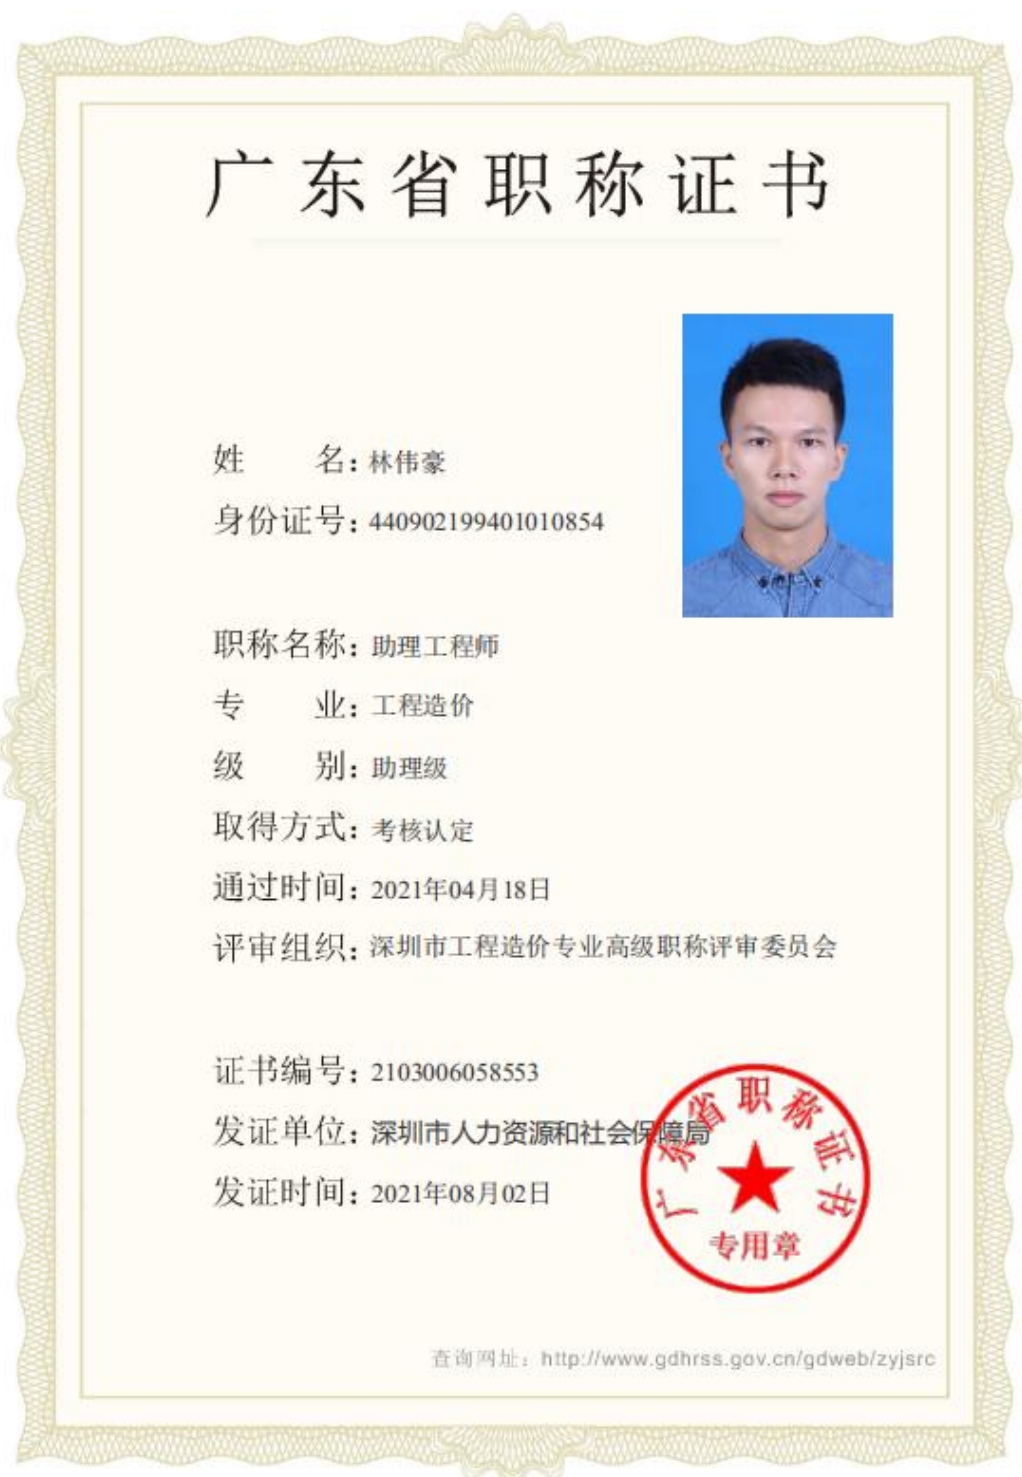 广东省职称证书
姓 名：林伟豪
身份证号：440902199401010854
职称名称：助理工程师
专 业：工程造价
级 别：助理级
取得方式：考核认定
通过时间：2021年04月18日
评审组织：深圳市工程造价专业高级职称评审委员会
证书编号：2103006058553
发证单位：深圳市人力资源和社会保障局
发证时间：2021年08月02日
广东省职称证书
专用章
查询网址：http://www.gdhrss.gov.cn/gdweb/zyjsrc